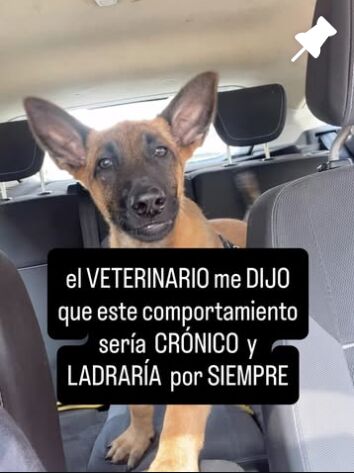 el VETERINARIO me DIJO
que este comportamiento
sería CRÓNICO y
LADRARÍA por SIEMPRE